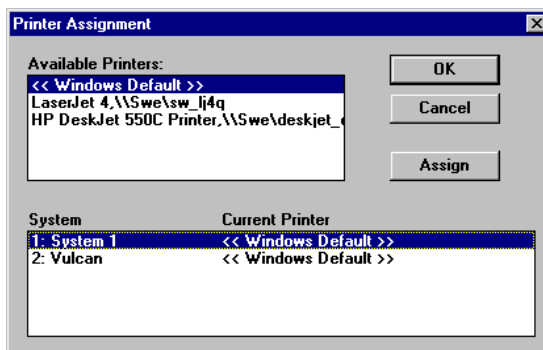 Printer Assignment
Available Printers:
<< Windows Default >>
LaserJet 4,\\Swe\sw_lj4q
HP DeskJet 550C Printer,\\Swe\deskjet_
OK
Cancel
Assign
System Current Printer
1: System 1 << Windows Default >>
2: Vulcan << Windows Default >>